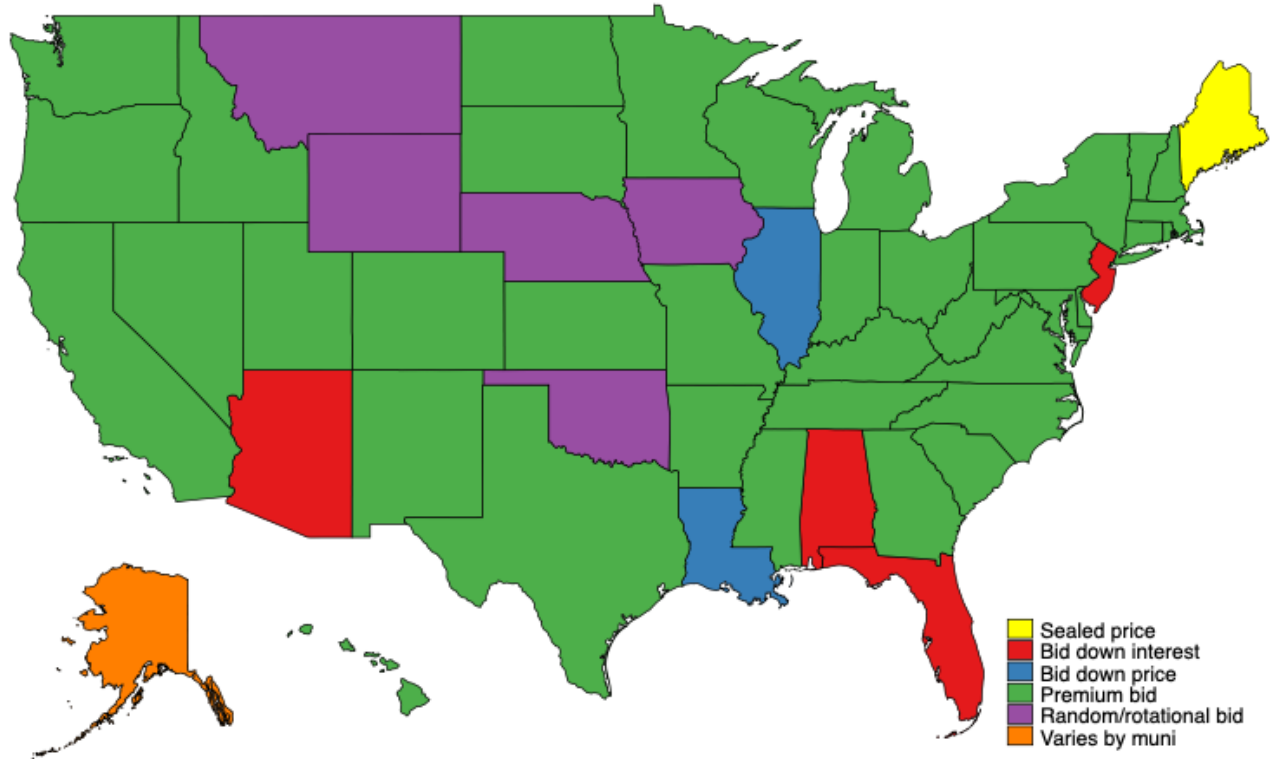 Sealed price
Bid down interest
Bid down price
Premium bid
Random/rotational bid
Varies by muni